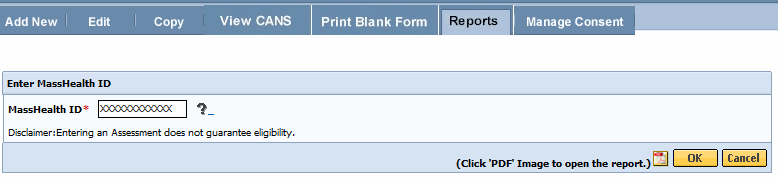 Add New Edit Copy View CANS Print Blank Form Reports Manage Consent
Enter MassHealth ID
MassHealth ID* XXXXXXXXXXXX ?
Disclaimer:Entering an Assessment does not guarantee eligibility.
(Click 'PDF' Image to open the report.) OK Cancel